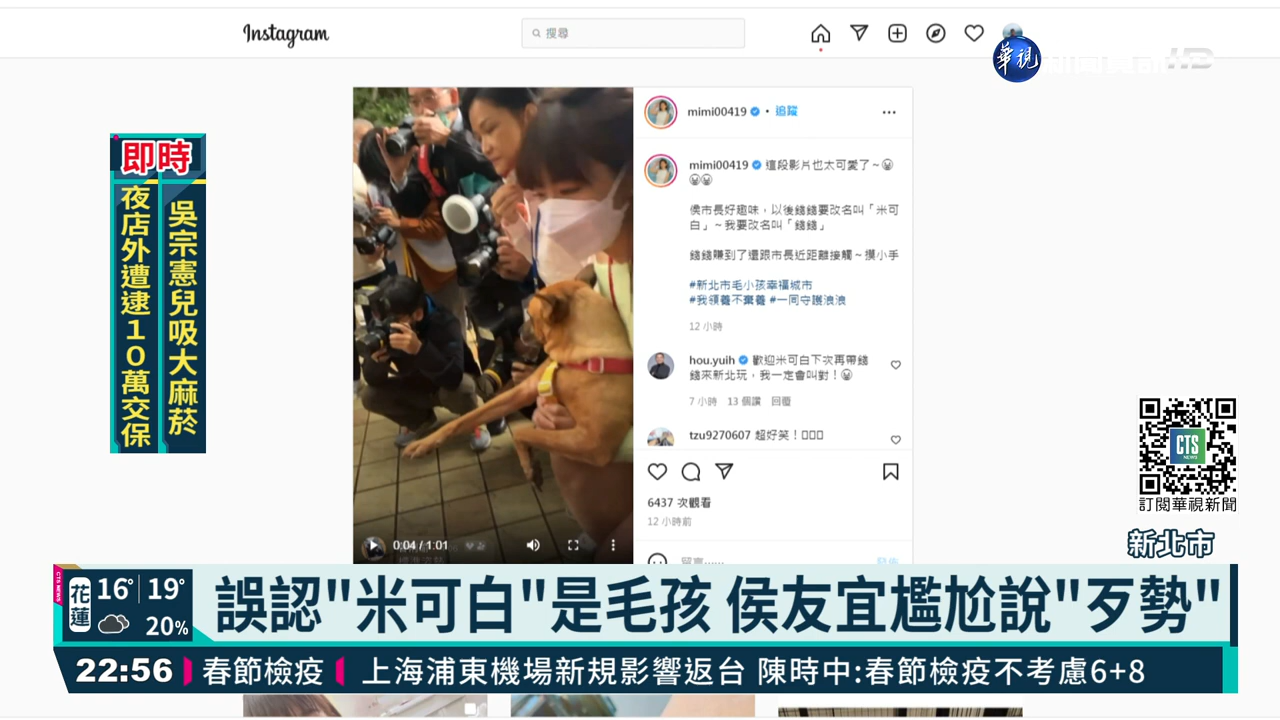 Instagram
搜尋
華視
HD
即時
吳宗憲兒吸大麻菸
夜店外遭逮10萬交保
mimi00419 • 追蹤
mimi00419 這段影片也太可愛了～
侯市長好趣味，以後錢錢要改名叫「米可
白」～我要改名叫「錢錢」
錢錢賺到了還跟市長近距離接觸～摸小手
#新北市毛小孩幸福城市
#我領養不棄養 #一同守護浪浪
12 小時
hou.yuih 歡迎米可白下次再帶錢
錢來新北玩，我一定會叫對！
7 小時 13 個讚 回覆
tzu9270607 超好笑！
6437 次觀看
12 小時前
留言......
發佈
0:04 / 1:01
CTS
NEWS
訂閱華視新聞
新北市
CTS NEWS
花蓮
16° 19°
20%
誤認"米可白"是毛孩 侯友宜尷尬說"歹勢"
22:56 春節檢疫 上海浦東機場新規影響返台 陳時中:春節檢疫不考慮6+8